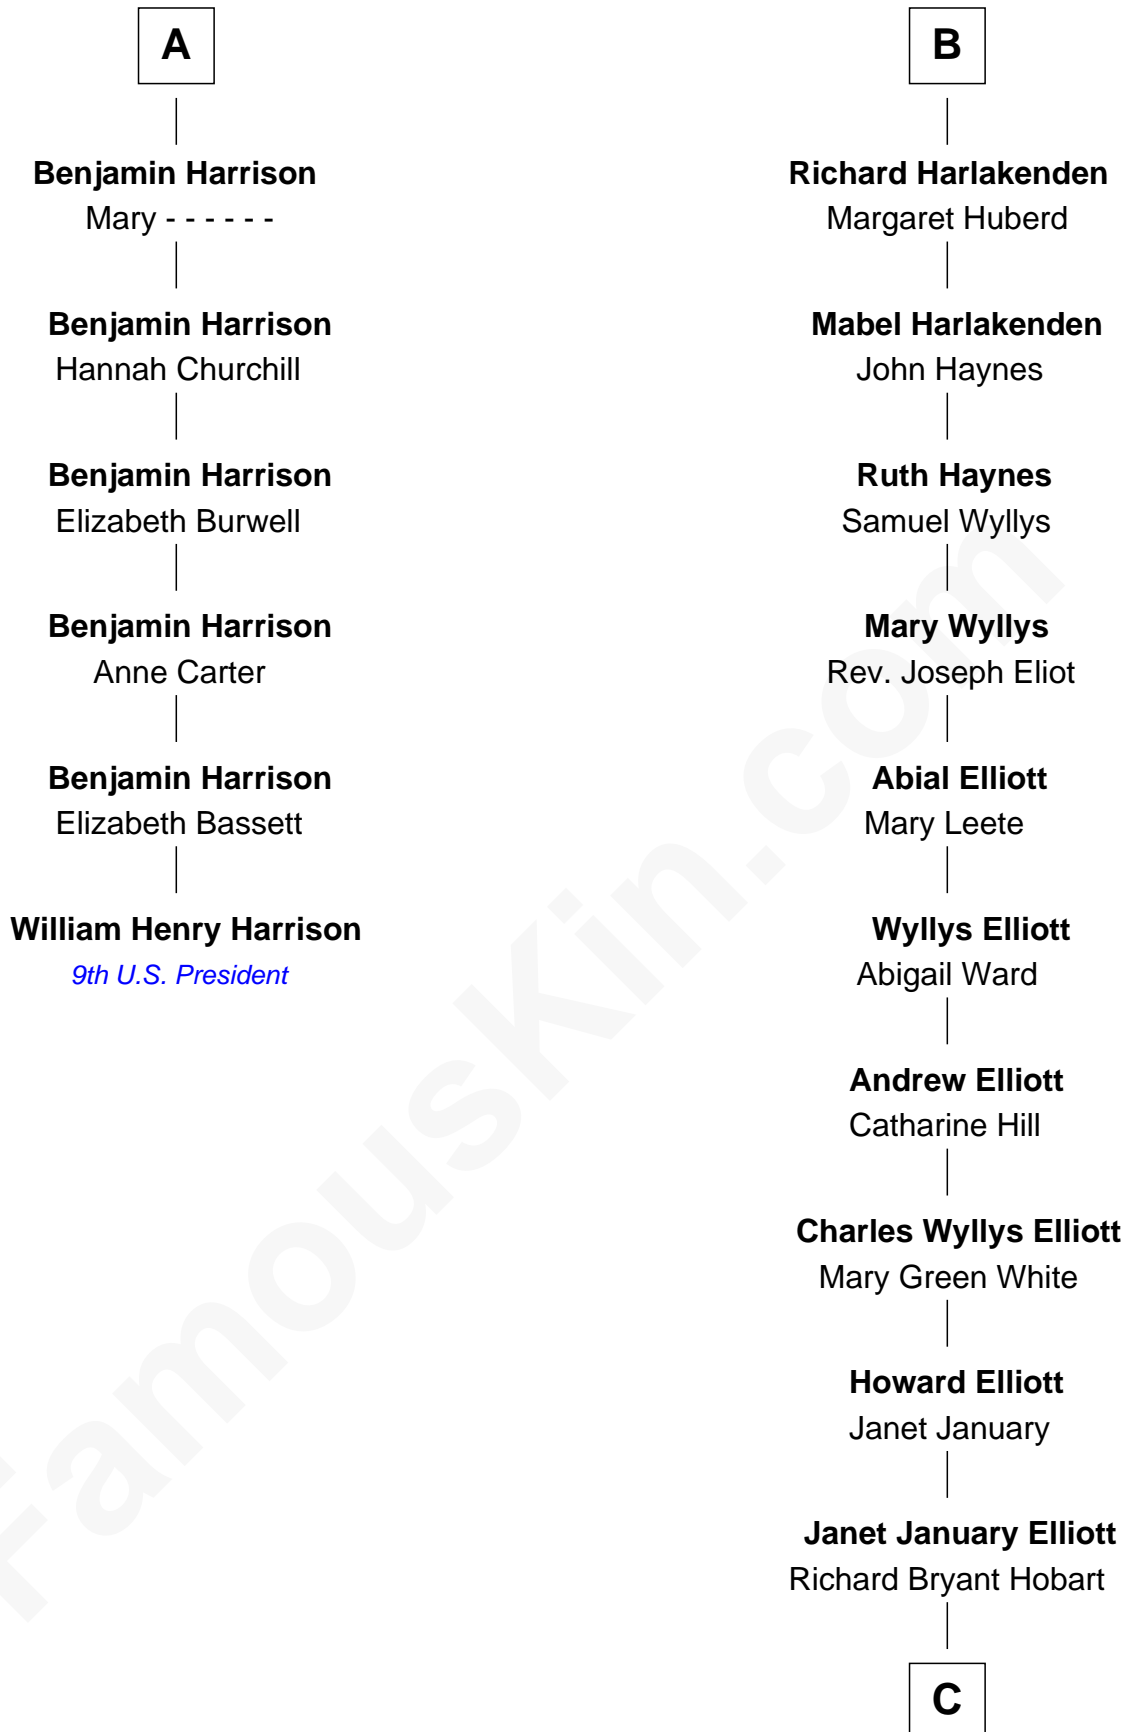 A
Benjamin Harrison
Mary - - - - - -
Benjamin Harrison
Hannah Churchill
Benjamin Harrison
Elizabeth Burwell
Benjamin Harrison
Anne Carter
Benjamin Harrison
Elizabeth Bassett
William Henry Harrison
9th U.S. President
B
Richard Harlakenden
Margaret Huberd
Mabel Harlakenden
John Haynes
Ruth Haynes
Samuel Wyllys
Mary Wyllys
Rev. Joseph Eliot
Abial Elliott
Mary Leete
Wyllys Elliott
Abigail Ward
Andrew Elliott
Catharine Hill
Charles Wyllys Elliott
Mary Green White
Howard Elliott
Janet January
Janet January Elliott
Richard Bryant Hobart
C
FamousKin.com